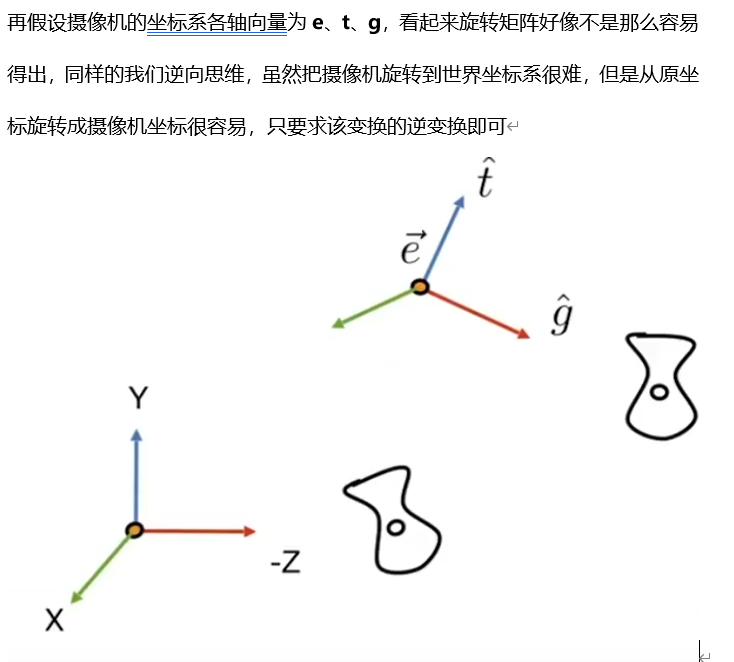 再假设摄像机的坐标系各轴向量为 e、t、g，看起来旋转矩阵好像不是那么容易
得出，同样的我们逆向思维，虽然把摄像机旋转到世界坐标系很难，但是从原坐
标旋转成摄像机坐标很容易，只要求该变换的逆变换即可
t̂
e⃗
ĝ
Y
-Z
X